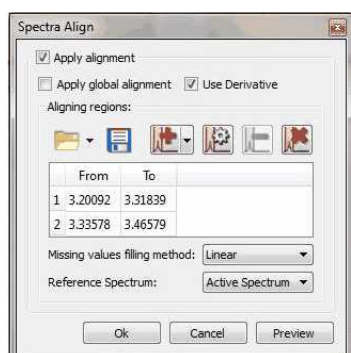 Spectra Align
Apply alignment
Apply global alignment Use Derivative
Aligning regions:
From To
1 3.20092 3.31839
2 3.33578 3.46579
Missing values filling method: Linear
Reference Spectrum: Active Spectrum
Ok Cancel Preview